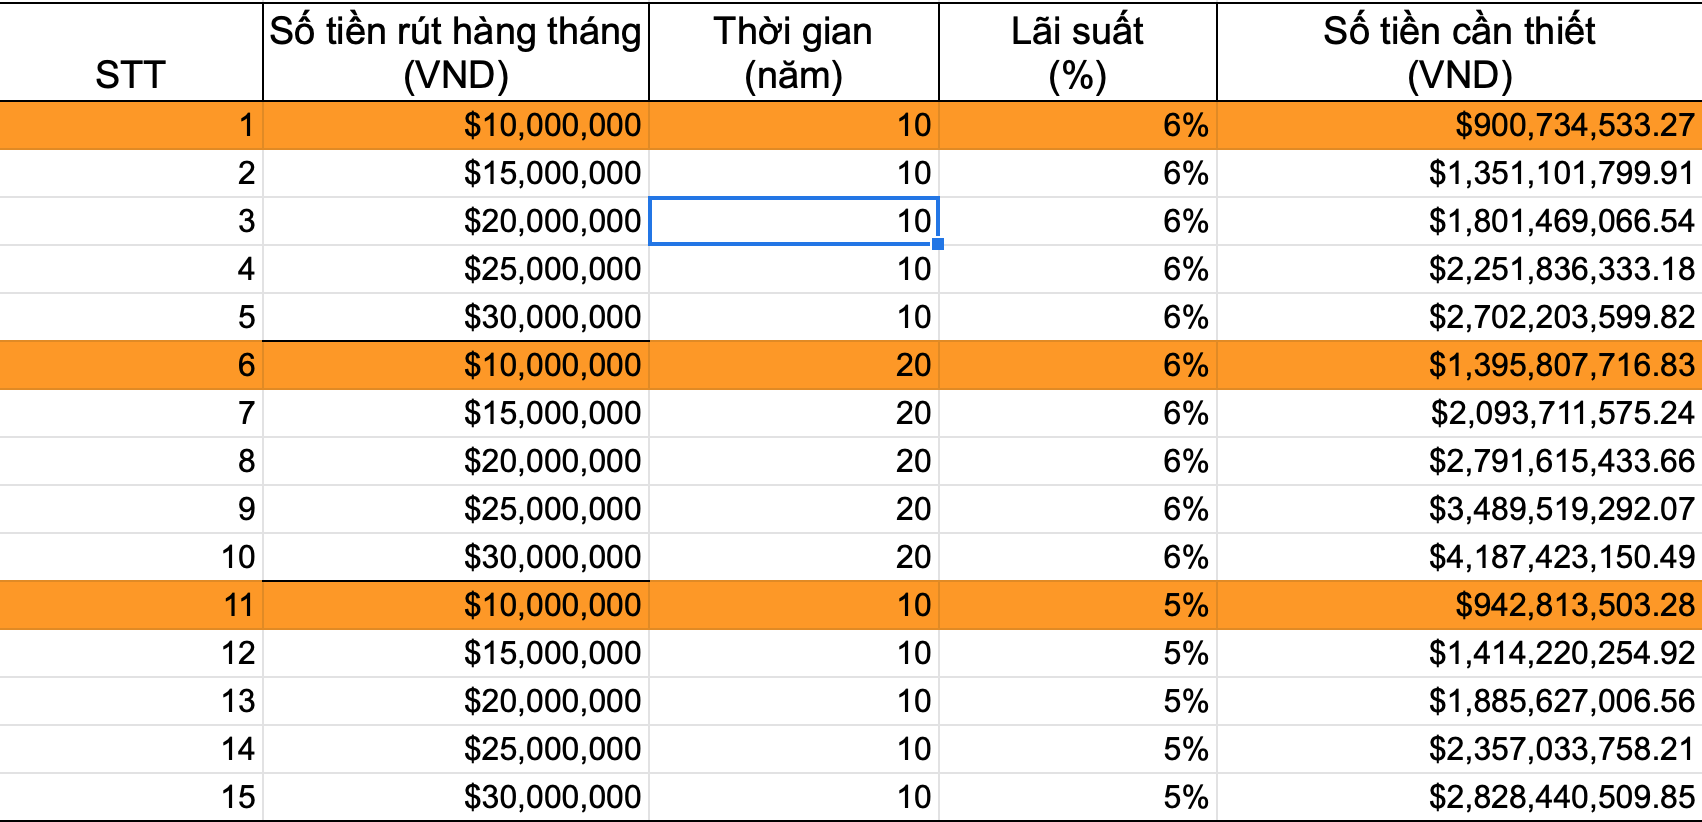 STT Số tiền rút hàng tháng (VND) Thời gian (năm) Lãi suất (%) Số tiền cần thiết (VND)
1 $10,000,000 10 6% $900,734,533.27
2 $15,000,000 10 6% $1,351,101,799.91
3 $20,000,000 10 6% $1,801,469,066.54
4 $25,000,000 10 6% $2,251,836,333.18
5 $30,000,000 10 6% $2,702,203,599.82
6 $10,000,000 20 6% $1,395,807,716.83
7 $15,000,000 20 6% $2,093,711,575.24
8 $20,000,000 20 6% $2,791,615,433.66
9 $25,000,000 20 6% $3,489,519,292.07
10 $30,000,000 20 6% $4,187,423,150.49
11 $10,000,000 10 5% $942,813,503.28
12 $15,000,000 10 5% $1,414,220,254.92
13 $20,000,000 10 5% $1,885,627,006.56
14 $25,000,000 10 5% $2,357,033,758.21
15 $30,000,000 10 5% $2,828,440,509.85